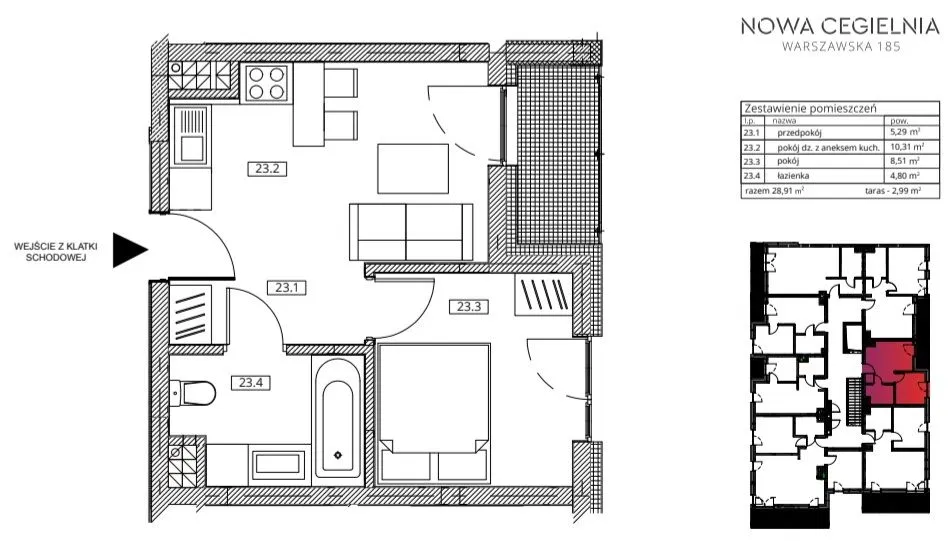 NOWA CEGIELNIA
WARSZAWSKA 185
Zestawienie pomieszczeń
l.p. nazwa pow.
23.1 przedpokój 5,29 m²
23.2 pokój dz. z aneksem kuch. 10,31 m²
23.3 pokój 8,51 m²
23.4 łazienka 4,80 m²
razem 28,91 m² taras - 2,99 m²
23.2
WEJŚCIE Z KLATKI
SCHODOWEJ
23.1
23.3
23.4